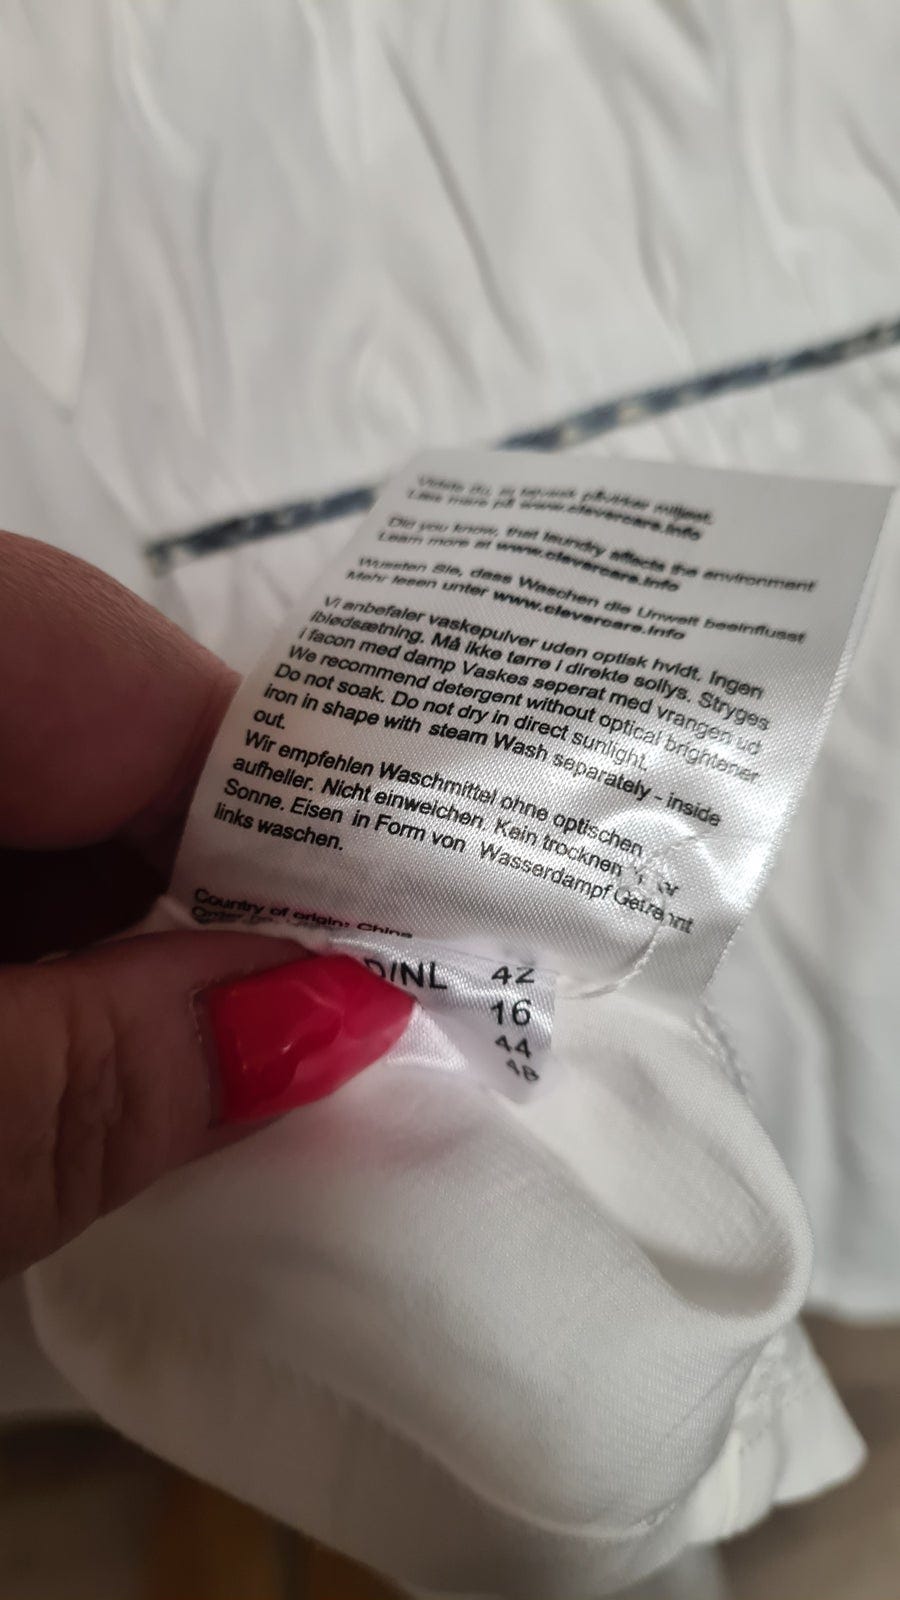 Vidste du, at tøjvask påvirker miljøet.
Læs mere på www.clevercare.info
Did you know, that laundry affects the environment
Learn more at www.clevercare.info
Wussten Sie, dass Waschen die Umwelt beeinflusst
Mehr lesen unter www.clevercare.info
Vi anbefaler vaskepulver uden optisk hvidt. Ingen
iblødsætning. Må ikke tørre i direkte sollys. Stryges
i facon med damp Vaskes seperat med vrangen ud
We recommend detergent without optical brightener
Do not soak. Do not dry in direct sunlight.
iron in shape with steam Wash separately - inside
out.
Wir empfehlen Waschmittel ohne optischen
aufheller. Nicht einweichen. Kein trocknen
Sonne. Eisen in Form von Wasserdampf Getrennt
links waschen.
Country of origin: China
D/NL 42
16
44
48